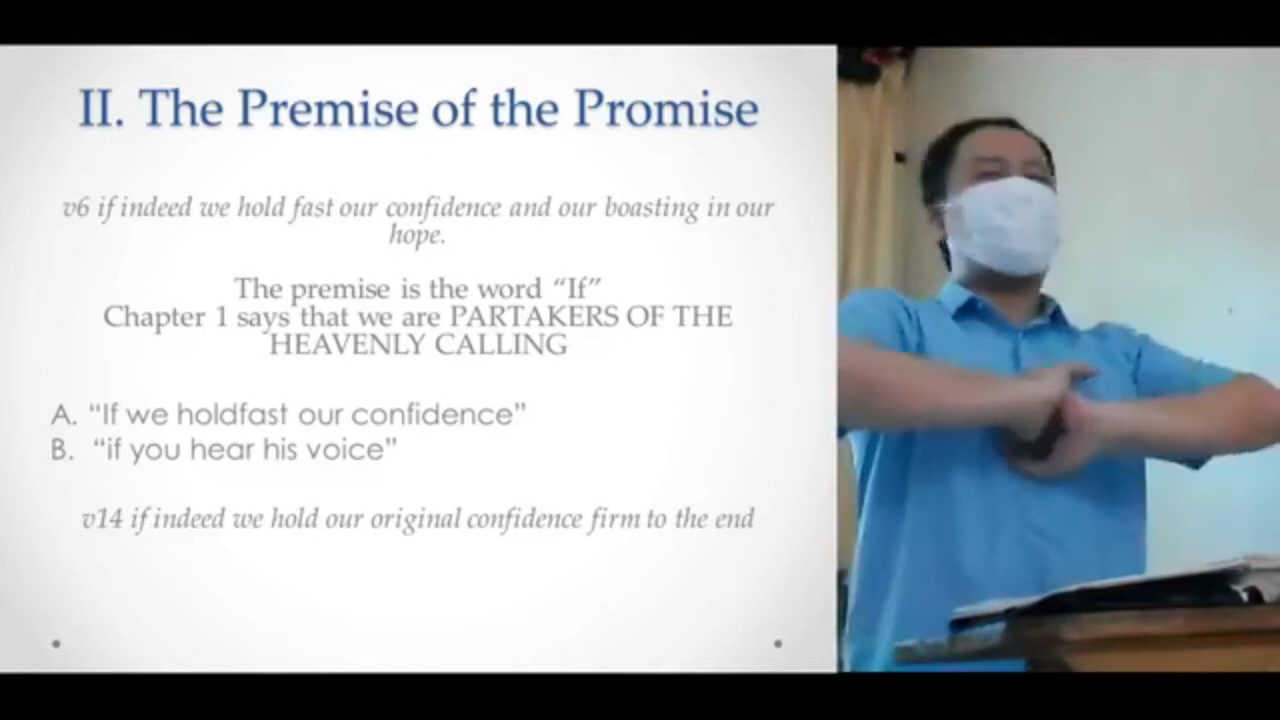 II. The Premise of the Promise
v6 if indeed we hold fast our confidence and our boasting in our
hope.
The premise is the word “If”
Chapter 1 says that we are PARTAKERS OF THE
HEAVENLY CALLING
A. “If we holdfast our confidence”
B. “if you hear his voice”
v14 if indeed we hold our original confidence firm to the end